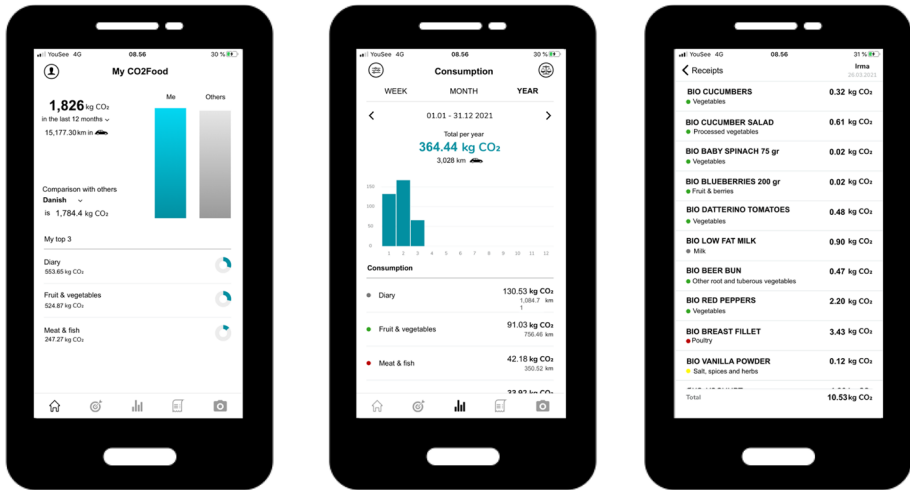 YouSee 4G 08.56 30 %
My CO2Food
1,826 kg CO₂
in the last 12 months
15,177.30km in
Me Others
Comparison with others
Danish
is 1,784.4 kg CO₂
My top 3
Diary
553.65 kg CO₂
Fruit & vegetables
524.87 kg CO₂
Meat & fish
247.27 kg CO₂
YouSee 4G 08.56 30 %
Consumption
WEEK MONTH YEAR
01.01 - 31.12 2021
Total per year
364.44 kg CO₂
3,028 km
150
100
50
0
1 2 3 4 5 6 7 8 9 10 11 12
Consumption
Diary 130.53 kg CO₂
1,084.7 km
1
Fruit & vegetables 91.03 kg CO₂
756.46 km
Meat & fish 42.18 kg CO₂
350.52 km
33.92 kg CO₂
YouSee 4G 08.56 31 %
Receipts Irma
26.03.2021
BIO CUCUMBERS 0.32 kg CO₂
Vegetables
BIO CUCUMBER SALAD 0.61 kg CO₂
Processed vegetables
BIO BABY SPINACH 75 gr 0.02 kg CO₂
Vegetables
BIO BLUEBERRIES 200 gr 0.02 kg CO₂
Fruit & berries
BIO DATTERINO TOMATOES 0.48 kg CO₂
Vegetables
BIO LOW FAT MILK 0.90 kg CO₂
Milk
BIO BEER BUN 0.47 kg CO₂
Other root and tuberous vegetables
BIO RED PEPPERS 2.20 kg CO₂
Vegetables
BIO BREAST FILLET 3.43 kg CO₂
Poultry
BIO VANILLA POWDER 0.12 kg CO₂
Salt, spices and herbs
Total 10.53 kg CO₂